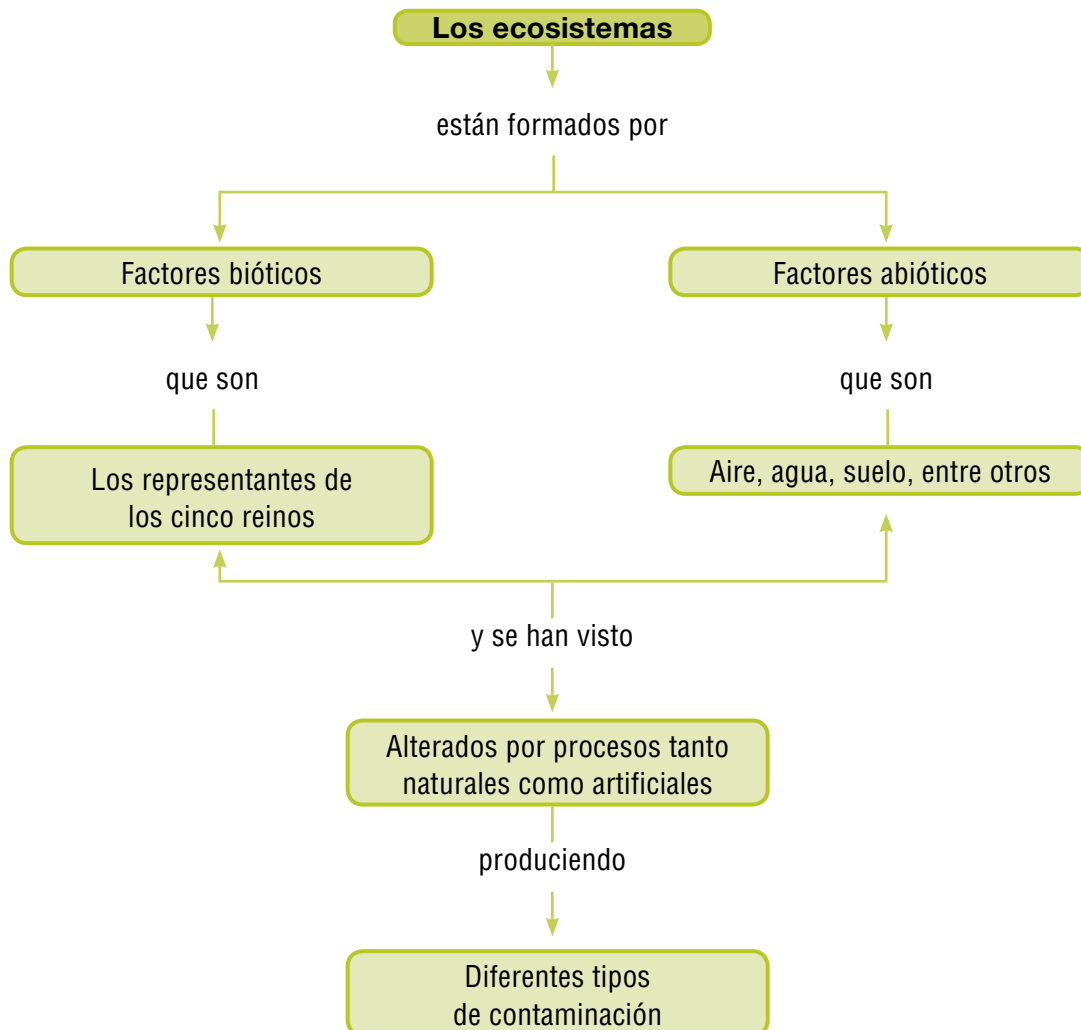 Los ecosistemas
están formados por
Factores bióticos
Factores abióticos
que son
que son
Los representantes de
los cinco reinos
Aire, agua, suelo, entre otros
y se han visto
Alterados por procesos tanto
naturales como artificiales
produciendo
Diferentes tipos
de contaminación